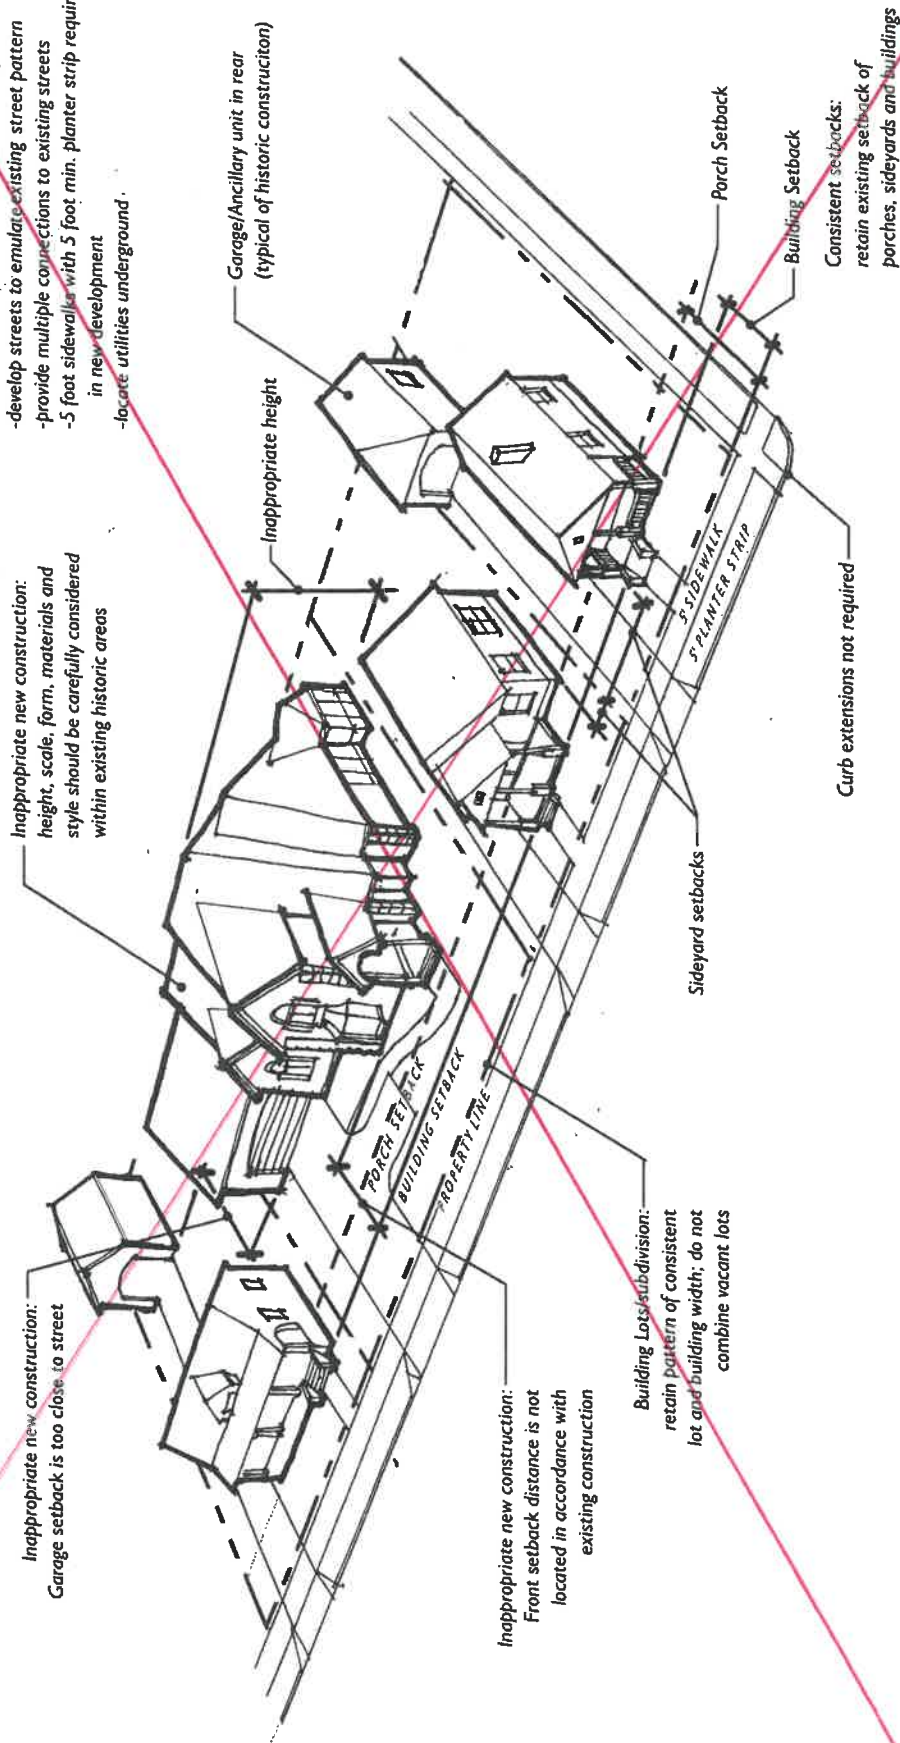 Inappropriate new construction:
Garage setback is too close to street
Inappropriate new construction:
height, scale, form, materials and
style should be carefully considered
within existing historic areas
-develop streets to emulate existing street pattern
-provide multiple connections to existing streets
-5 foot sidewalks with 5 foot min. planter strip requir
in new development
-locate utilities underground.
Inappropriate height
Garage/Ancillary unit in rear
(typical of historic construciton)
PORCH SETBACK
BUILDING SETBACK
PROPERTY LINE
5' SIDEWALK
5' PLANTER STRIP
Porch Setback
Building Setback
Consistent setbacks:
retain existing setback of
porches, sideyards and buildings
Inappropriate new construction:
Front setback distance is not
located in accordance with
existing construction
Building Lots/subdivision:
retain pattern of consistent
lot and building width; do not
combine vacant lots
Sideyard setbacks
Curb extensions not required